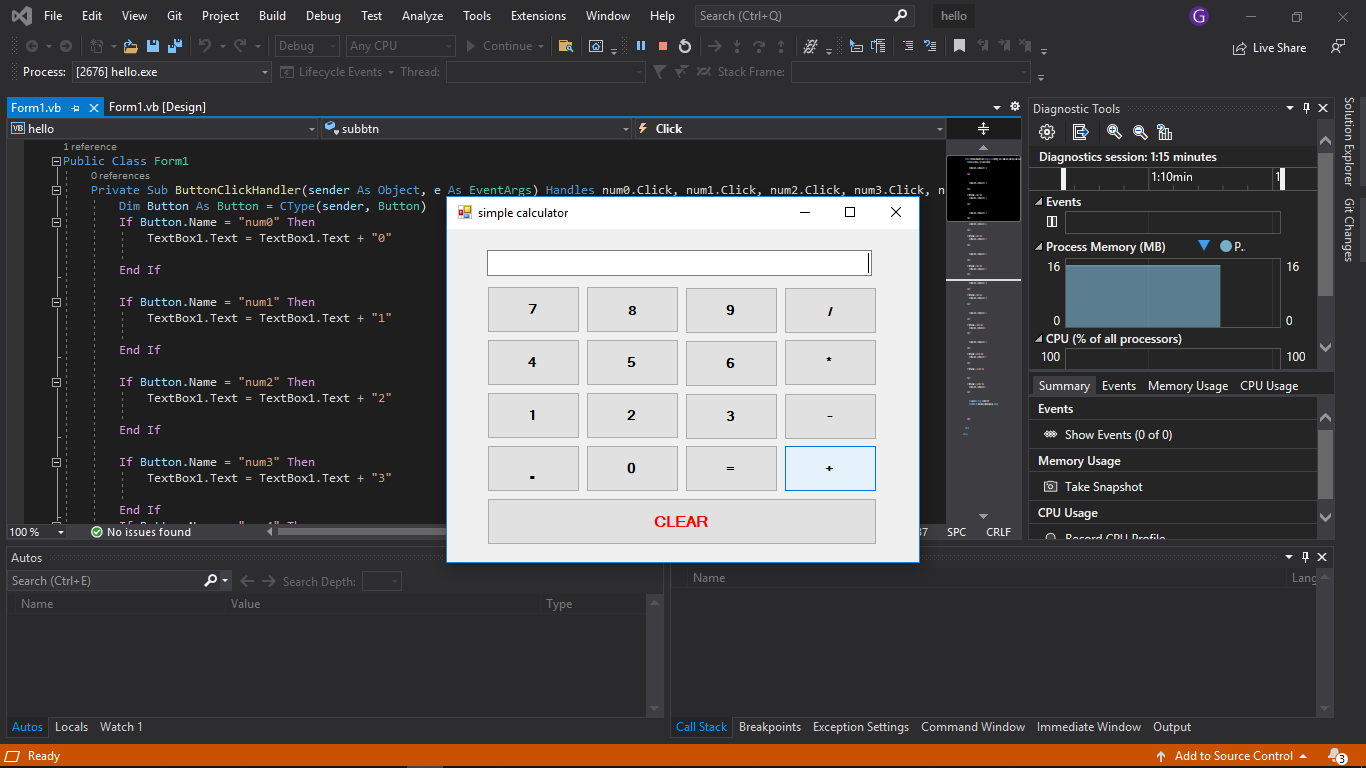 File Edit View Git Project Build Debug Test Analyze Tools Extensions Window Help Search (Ctrl+Q) hello G
Debug Any CPU Continue Live Share
Process: [2676] hello.exe Lifecycle Events Thread: Stack Frame:
Form1.vb Form1.vb [Design]
VB hello subbtn Click
1 reference
Public Class Form1
0 references
Private Sub ButtonClickHandler(sender As Object, e As EventArgs) Handles num0.Click, num1.Click, num2.Click, num3.Click, n
Dim Button As Button = CType(sender, Button)
If Button.Name = "num0" Then
TextBox1.Text = TextBox1.Text + "0"
End If
If Button.Name = "num1" Then
TextBox1.Text = TextBox1.Text + "1"
End If
If Button.Name = "num2" Then
TextBox1.Text = TextBox1.Text + "2"
End If
If Button.Name = "num3" Then
TextBox1.Text = TextBox1.Text + "3"
End If
100 % No issues found SPC CRLF
simple calculator
7 8 9 /
4 5 6 *
1 2 3 -
. 0 = +
CLEAR
Diagnostic Tools
Diagnostics session: 1:15 minutes
1:10min 1
Events
Process Memory (MB) P..
16 16
0 0
CPU (% of all processors)
100 100
Summary Events Memory Usage CPU Usage
Events
Show Events (0 of 0)
Memory Usage
Take Snapshot
CPU Usage
Record CPU Profile
Solution Explorer
Git Changes
Autos
Search (Ctrl+E) Search Depth:
Name Value Type
Autos Locals Watch 1
Name Lang
Call Stack Breakpoints Exception Settings Command Window Immediate Window Output
Ready Add to Source Control 3